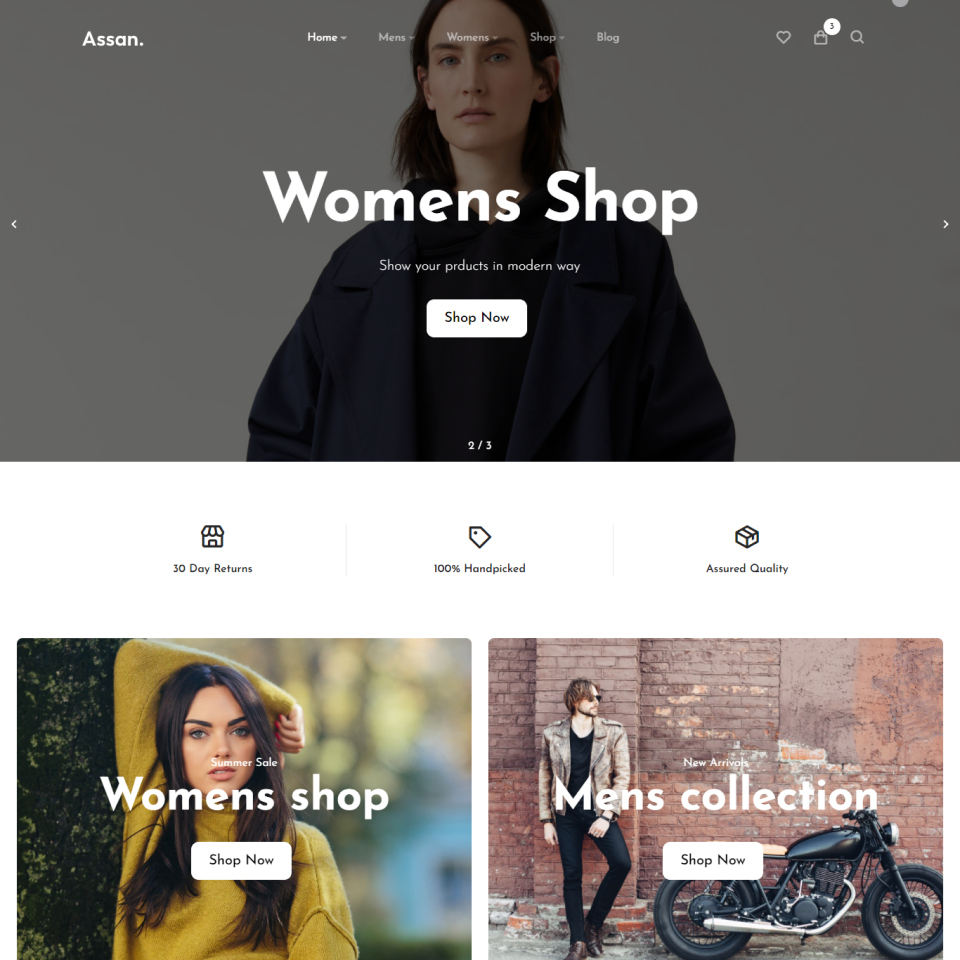 Assan.
Home
Mens
Womens
Shop
Blog
3
Womens Shop
Show your prducts in modern way
Shop Now
2 / 3
30 Day Returns
100% Handpicked
Assured Quality
Summer Sale
Womens shop
Shop Now
New Arrivals
Mens collection
Shop Now